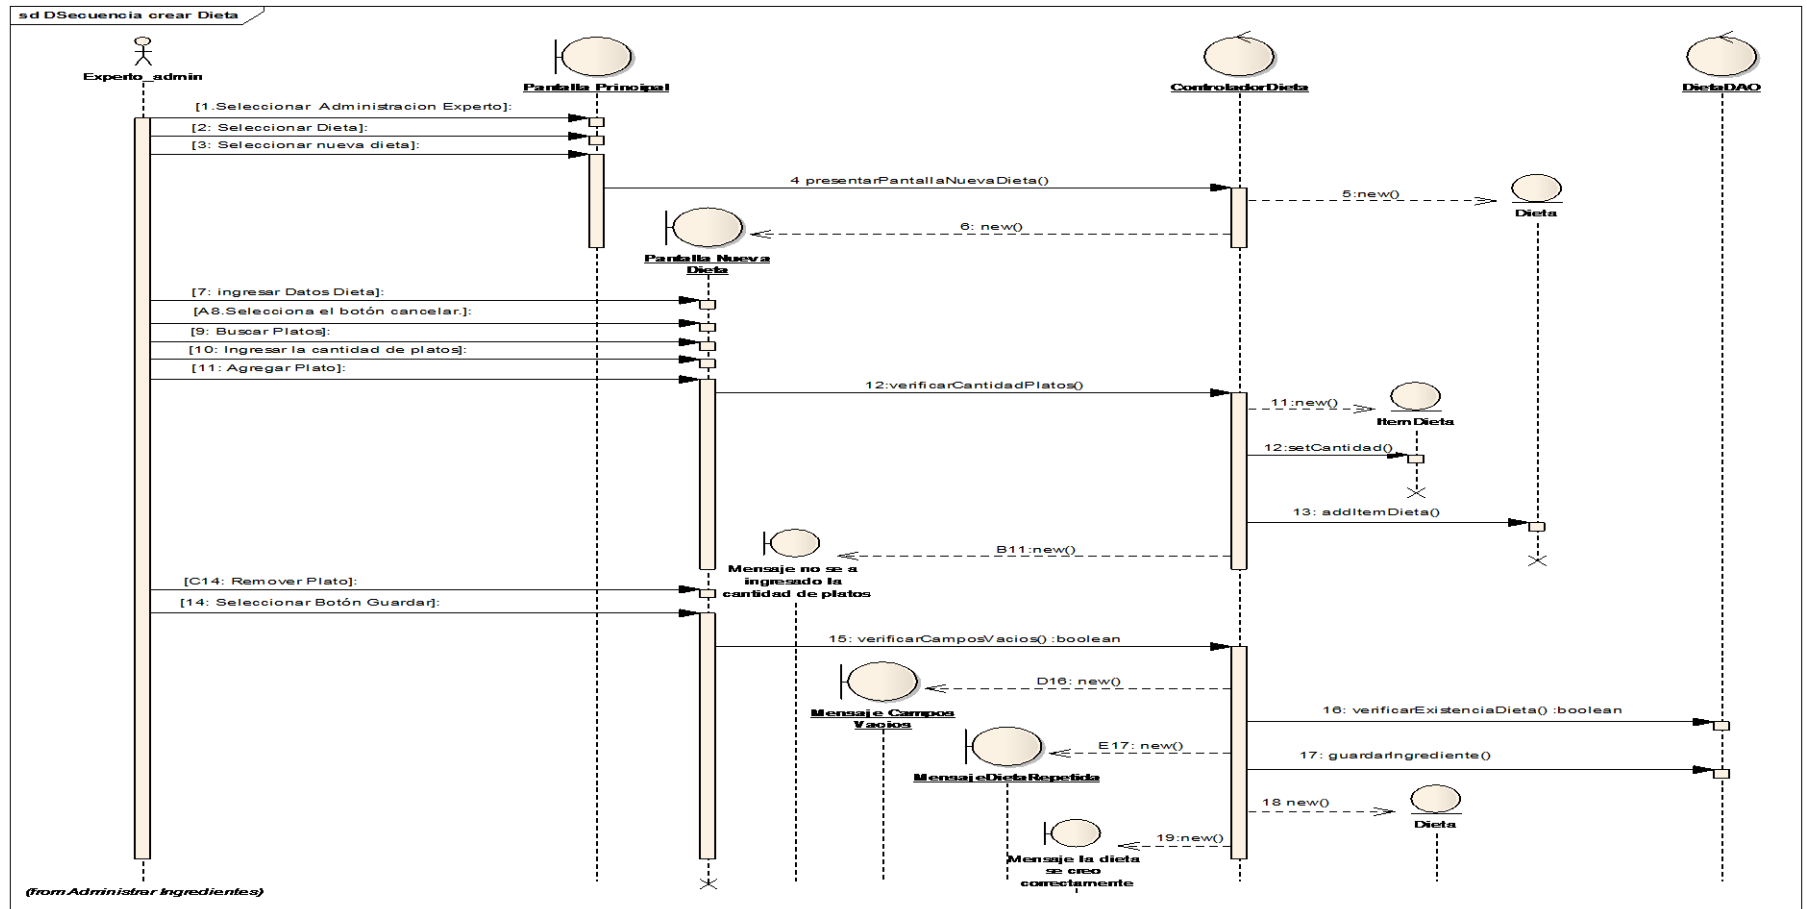 sd DSecuencia crear Dieta
Experto_admin
Pantalla Principal
ControladorDieta
DietaDAO
[1.Seleccionar Administracion Experto]:
[2: Seleccionar Dieta]:
[3: Seleccionar nueva dieta]:
4 presentarPantallaNuevaDieta()
5:new()
Dieta
6: new()
Pantalla Nueva
Dieta
[7: ingresar Datos Dieta]:
[A8.Selecciona el botón cancelar.]:
[9: Buscar Platos]:
[10: Ingresar la cantidad de platos]:
[11: Agregar Plato]:
12:verificarCantidadPlatos()
11:new()
ItemDieta
12:setCantidad()
13: addItemDieta()
B11:new()
Mensaje no se a
ingresado la
cantidad de platos
[C14: Remover Plato]:
[14: Seleccionar Botón Guardar]:
15: verificarCamposVacios() :boolean
D16: new()
Mensaje Campos
Vacios
16: verificarExistenciaDieta() :boolean
E17: new()
MensajeDietaRepetida
17: guardarIngrediente()
18 new()
Dieta
19:new()
Mensaje la dieta
se creo
correctamente
(from Administrar Ingredientes)